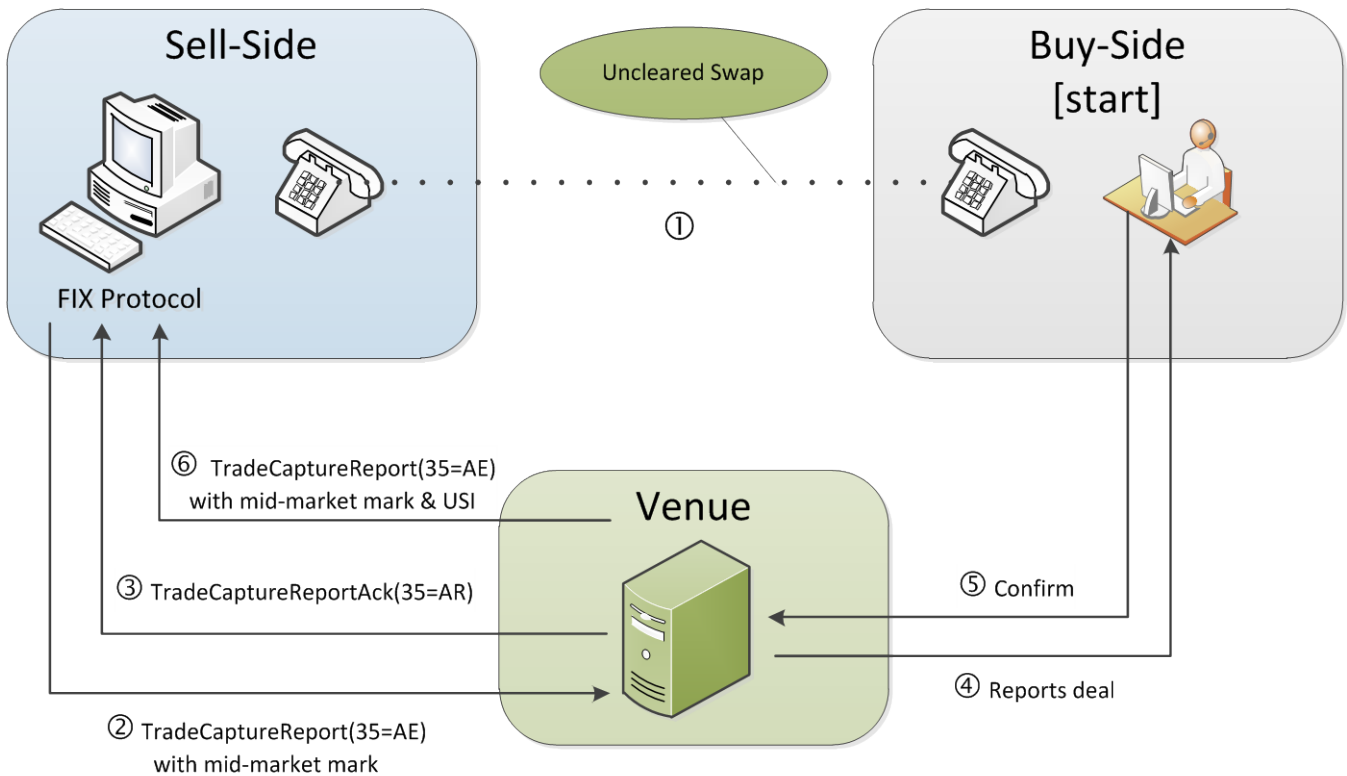 Sell-Side
Uncleared Swap
Buy-Side
[start]
①
FIX Protocol
⑥ TradeCaptureReport(35=AE)
with mid-market mark & USI
Venue
③ TradeCaptureReportAck(35=AR)
⑤ Confirm
④ Reports deal
② TradeCaptureReport(35=AE)
with mid-market mark